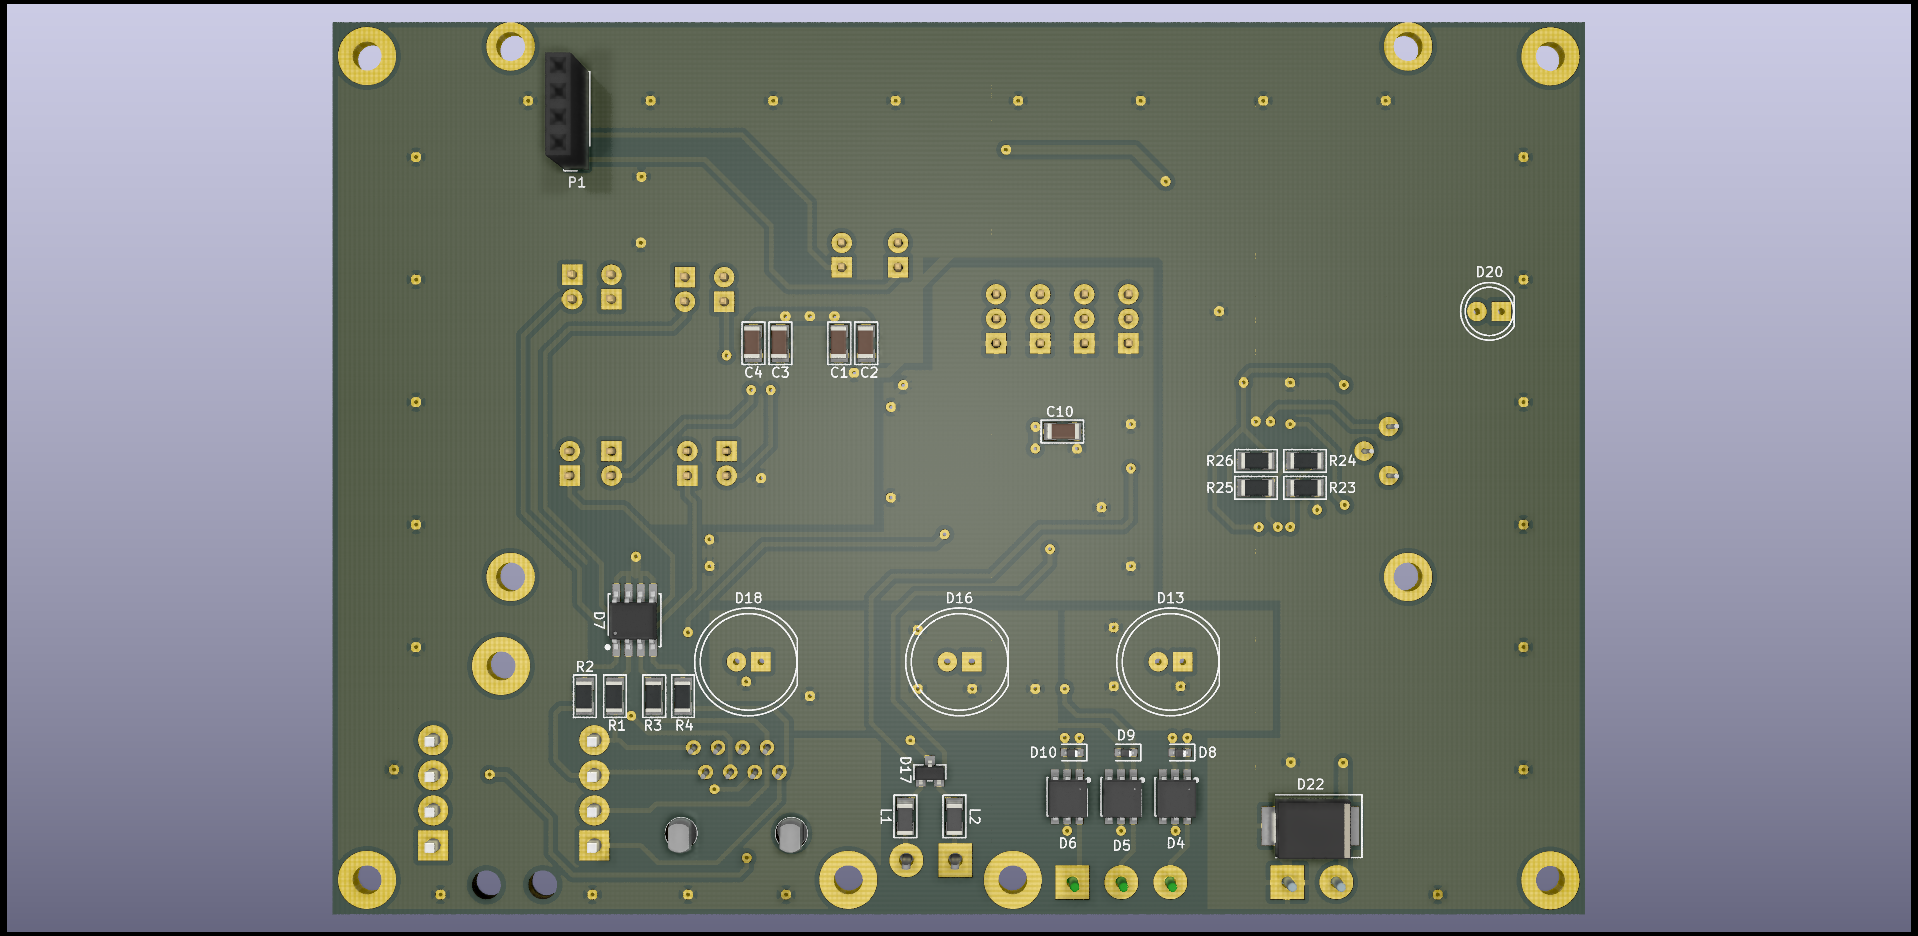 P1
D20
C4 C3 C1 C2
C10
R26 R24
R25 R23
D18 D16 D13
D7
R2
R1 R3 R4
D10 D9 D8
D17
D22
L1 L2
D6 D5 D4